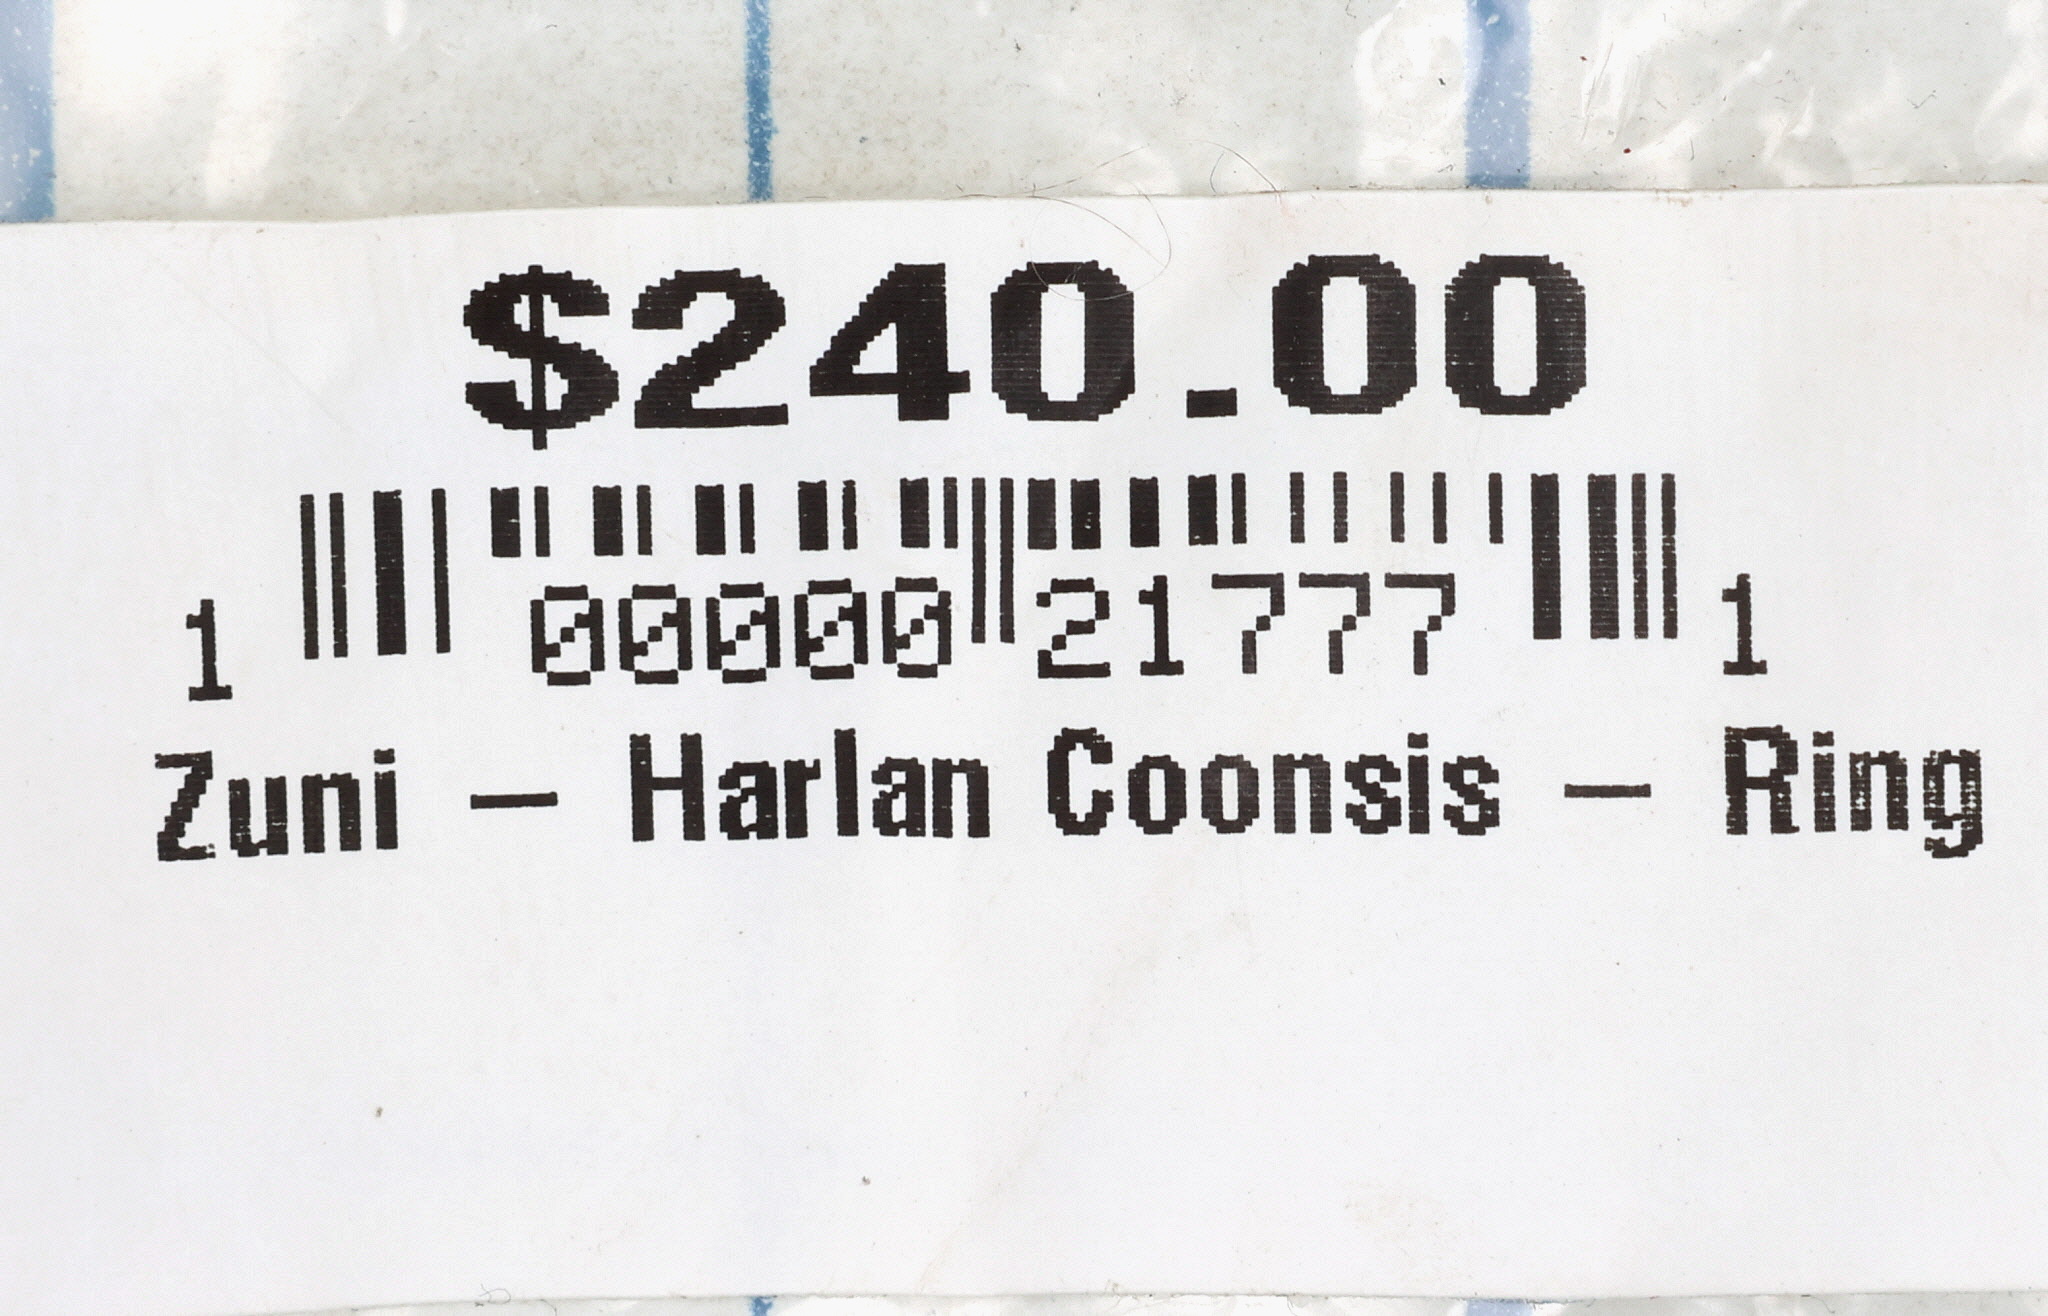 $240.00
1 00000 21777 1
Zuni - Harlan Coonsis - Ring